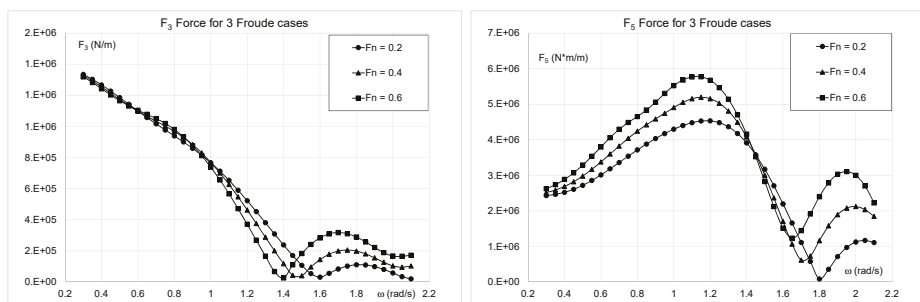 F₃ Force for 3 Froude cases
F₃ (N/m)
2.E+06
1.E+06
1.E+06
1.E+06
8.E+05
6.E+05
4.E+05
2.E+05
0.E+00
0.2 0.4 0.6 0.8 1 1.2 1.4 1.6 1.8 2 2.2
ω (rad/s)
Fn = 0.2
Fn = 0.4
Fn = 0.6
F₅ Force for 3 Froude cases
F₅ (N*m/m)
7.E+06
6.E+06
5.E+06
4.E+06
3.E+06
2.E+06
1.E+06
0.E+00
0.2 0.4 0.6 0.8 1 1.2 1.4 1.6 1.8 2 2.2
ω (rad/s)
Fn = 0.2
Fn = 0.4
Fn = 0.6